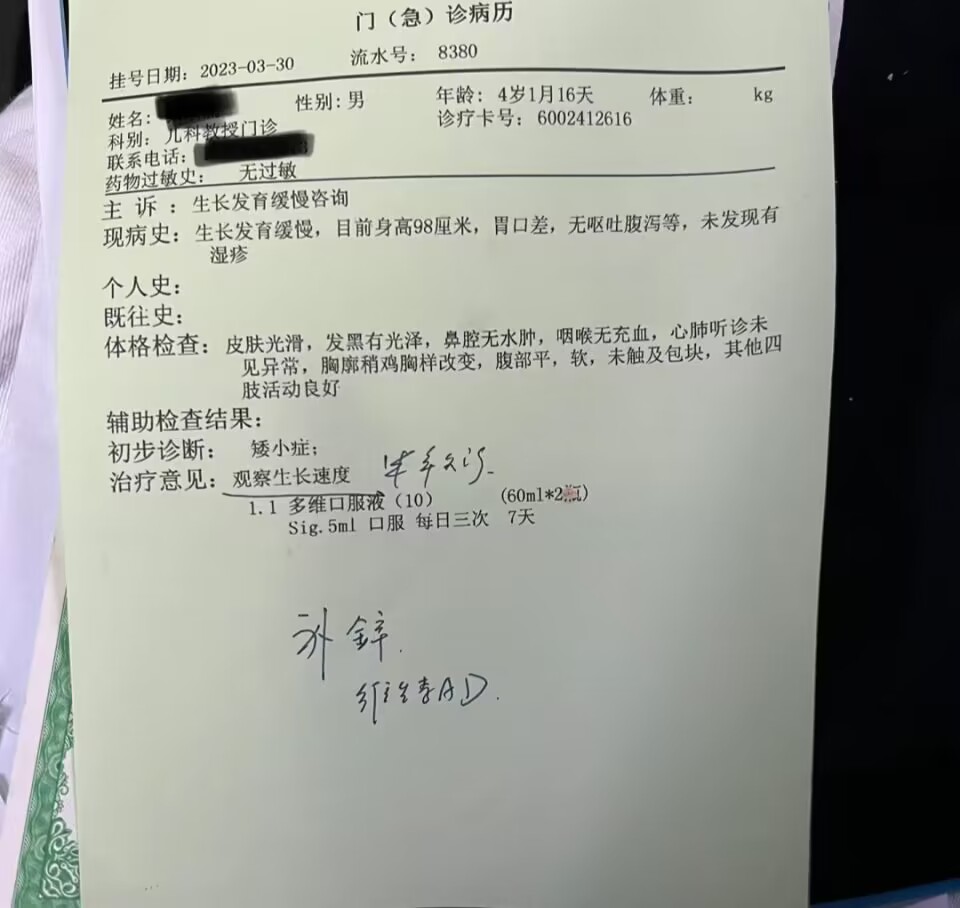 门（急）诊病历
挂号日期：2023-03-30 流水号： 8380
姓名： 性别：男 年龄：4岁1月16天 体重： kg
科别：儿科教授门诊 诊疗卡号：6002412616
联系电话：
药物过敏史： 无过敏
主 诉 ：生长发育缓慢咨询
现病史：生长发育缓慢，目前身高98厘米，胃口差，无呕吐腹泻等，未发现有
湿疹
个人史：
既往史：
体格检查：皮肤光滑，发黑有光泽，鼻腔无水肿，咽喉无充血，心肺听诊未
见异常，胸廓稍鸡胸样改变，腹部平，软，未触及包块，其他四
肢活动良好
辅助检查结果：
初步诊断： 矮小症；
治疗意见：观察生长速度 半年复诊
1.1 多维口服液（10） (60ml*2瓶)
Sig.5ml 口服 每日三次 7天
补锌.
维生素AD.